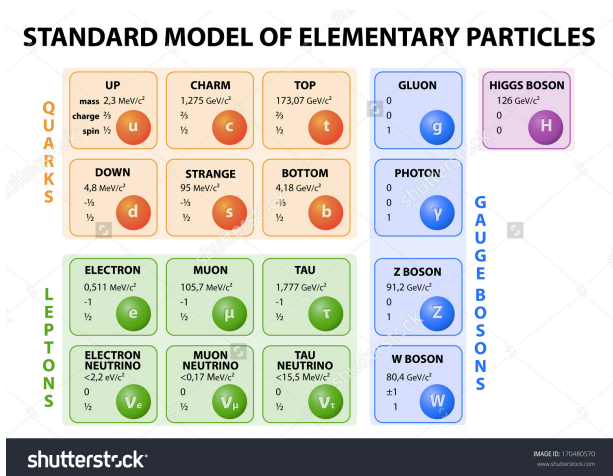 STANDARD MODEL OF ELEMENTARY PARTICLES
QUARKS
UP
mass 2,3 MeV/c²
charge ⅔
spin ½
u
CHARM
1,275 GeV/c²
⅔
½
c
TOP
173,07 GeV/c²
⅔
½
t
GLUON
0
0
1
g
HIGGS BOSON
126 GeV/c²
0
0
H
DOWN
4,8 MeV/c²
-⅓
½
d
STRANGE
95 MeV/c²
-⅓
½
s
BOTTOM
4,18 GeV/c²
-⅓
½
b
PHOTON
0
0
1
γ
GAUGE BOSONS
LEPTONS
ELECTRON
0,511 MeV/c²
-1
½
e
MUON
105,7 MeV/c²
-1
½
μ
TAU
1,777 GeV/c²
-1
½
τ
Z BOSON
91,2 GeV/c²
0
1
Z
ELECTRON
NEUTRINO
<2,2 eV/c²
0
½
Ve
MUON
NEUTRINO
<0,17 MeV/c²
0
½
Vμ
TAU
NEUTRINO
<15,5 MeV/c²
0
½
Vτ
W BOSON
80,4 GeV/c²
±1
1
W
shutterstock
IMAGE ID: 170480570
www.shutterstock.com